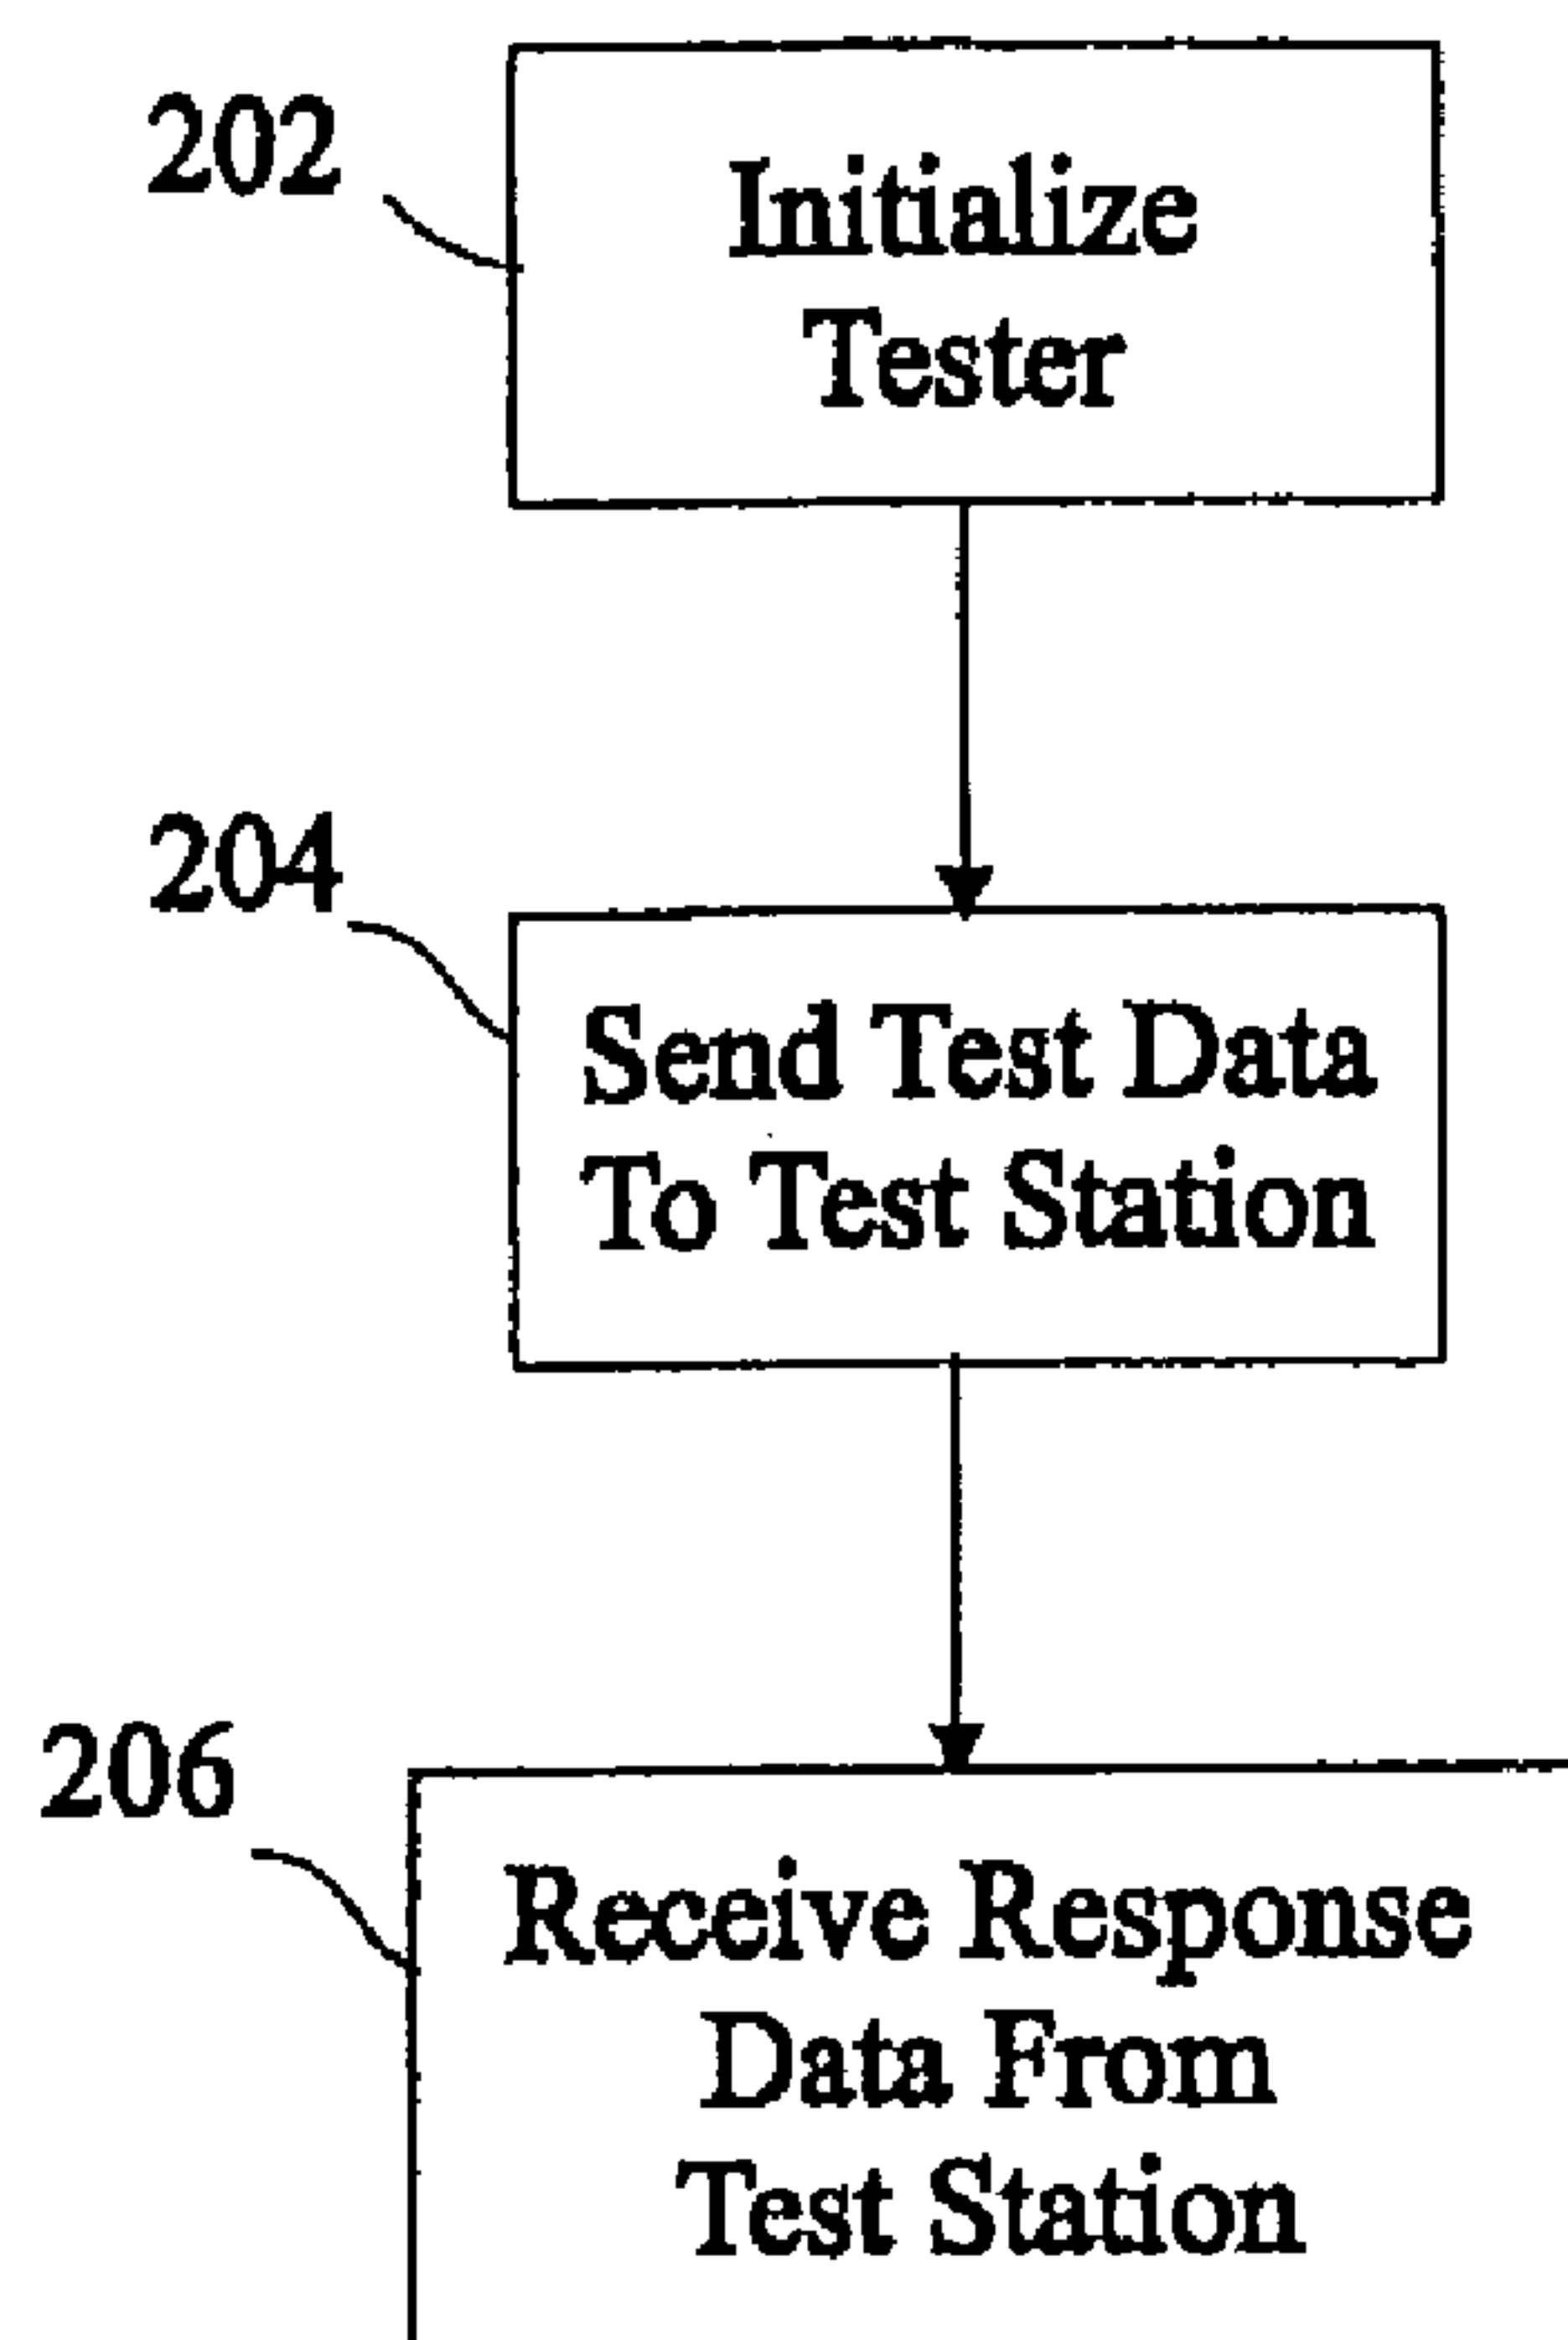 202
Initialize
Tester
204
Send Test Data
To Test Station
206
Receive Response
Data From
Test Station